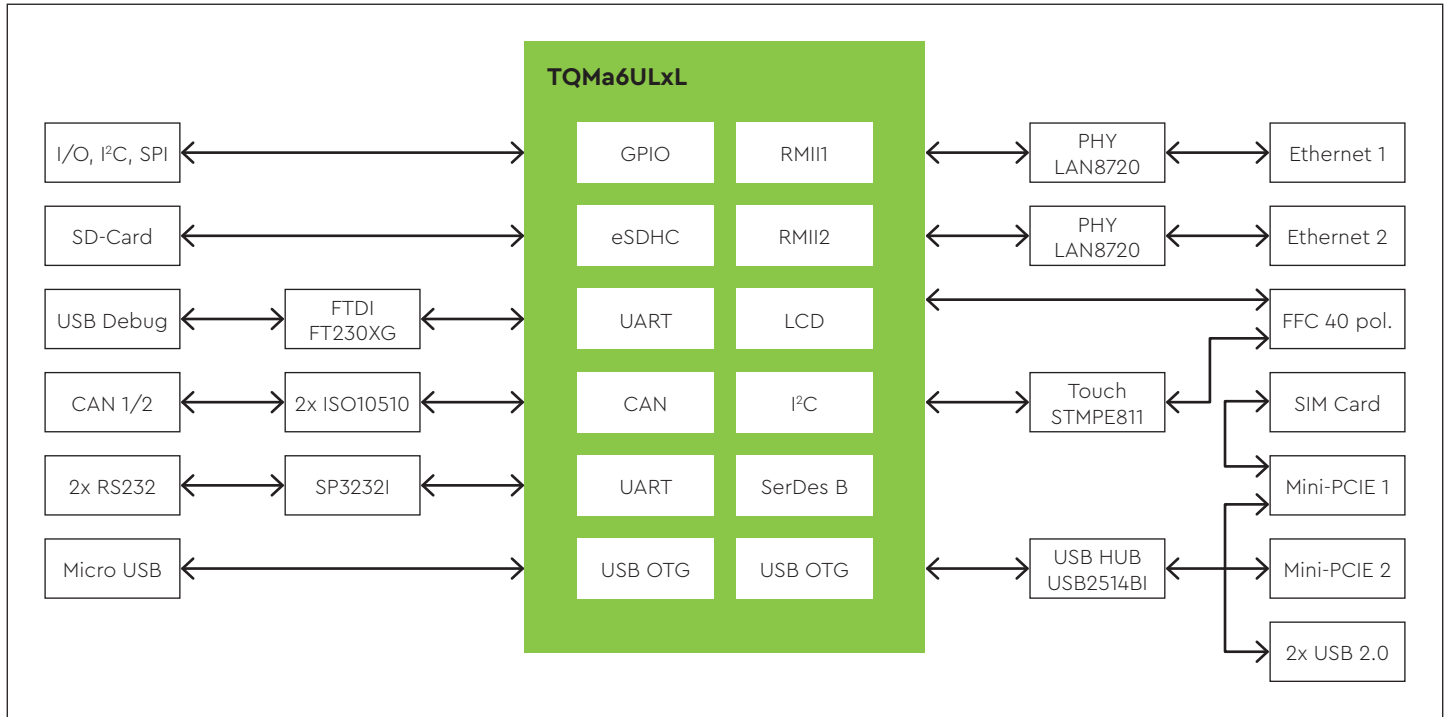 TQMa6ULxL
I/O, I²C, SPI
GPIO
RMII1
PHY
LAN8720
Ethernet 1
SD-Card
eSDHC
RMII2
PHY
LAN8720
Ethernet 2
USB Debug
FTDI
FT230XG
UART
LCD
FFC 40 pol.
CAN 1/2
2x ISO10510
CAN
I²C
Touch
STMPE811
SIM Card
2x RS232
SP3232I
UART
SerDes B
Mini-PCIE 1
Micro USB
USB OTG
USB OTG
USB HUB
USB2514BI
Mini-PCIE 2
2x USB 2.0